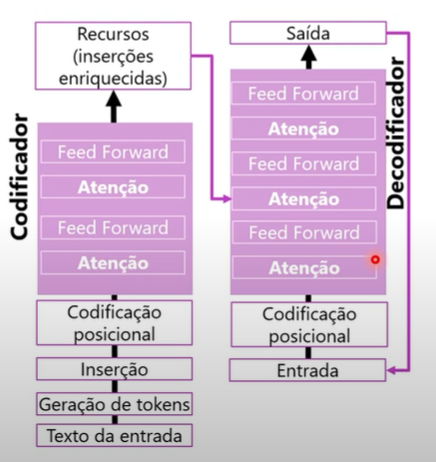 Recursos
(inserções
enriquecidas)
Codificador
Feed Forward
Atenção
Feed Forward
Atenção
Codificação
posicional
Inserção
Geração de tokens
Texto da entrada
Saída
Decodificador
Feed Forward
Atenção
Feed Forward
Atenção
Feed Forward
Atenção
Codificação
posicional
Entrada